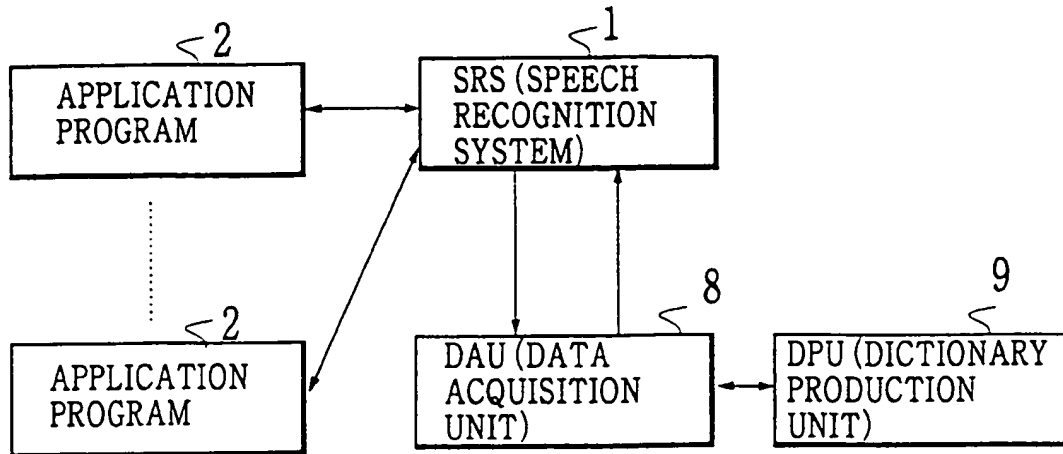 2
APPLICATION
PROGRAM
1
SRS (SPEECH
RECOGNITION
SYSTEM)
2
APPLICATION
PROGRAM
8
DAU (DATA
ACQUISITION
UNIT)
9
DPU (DICTIONARY
PRODUCTION
UNIT)